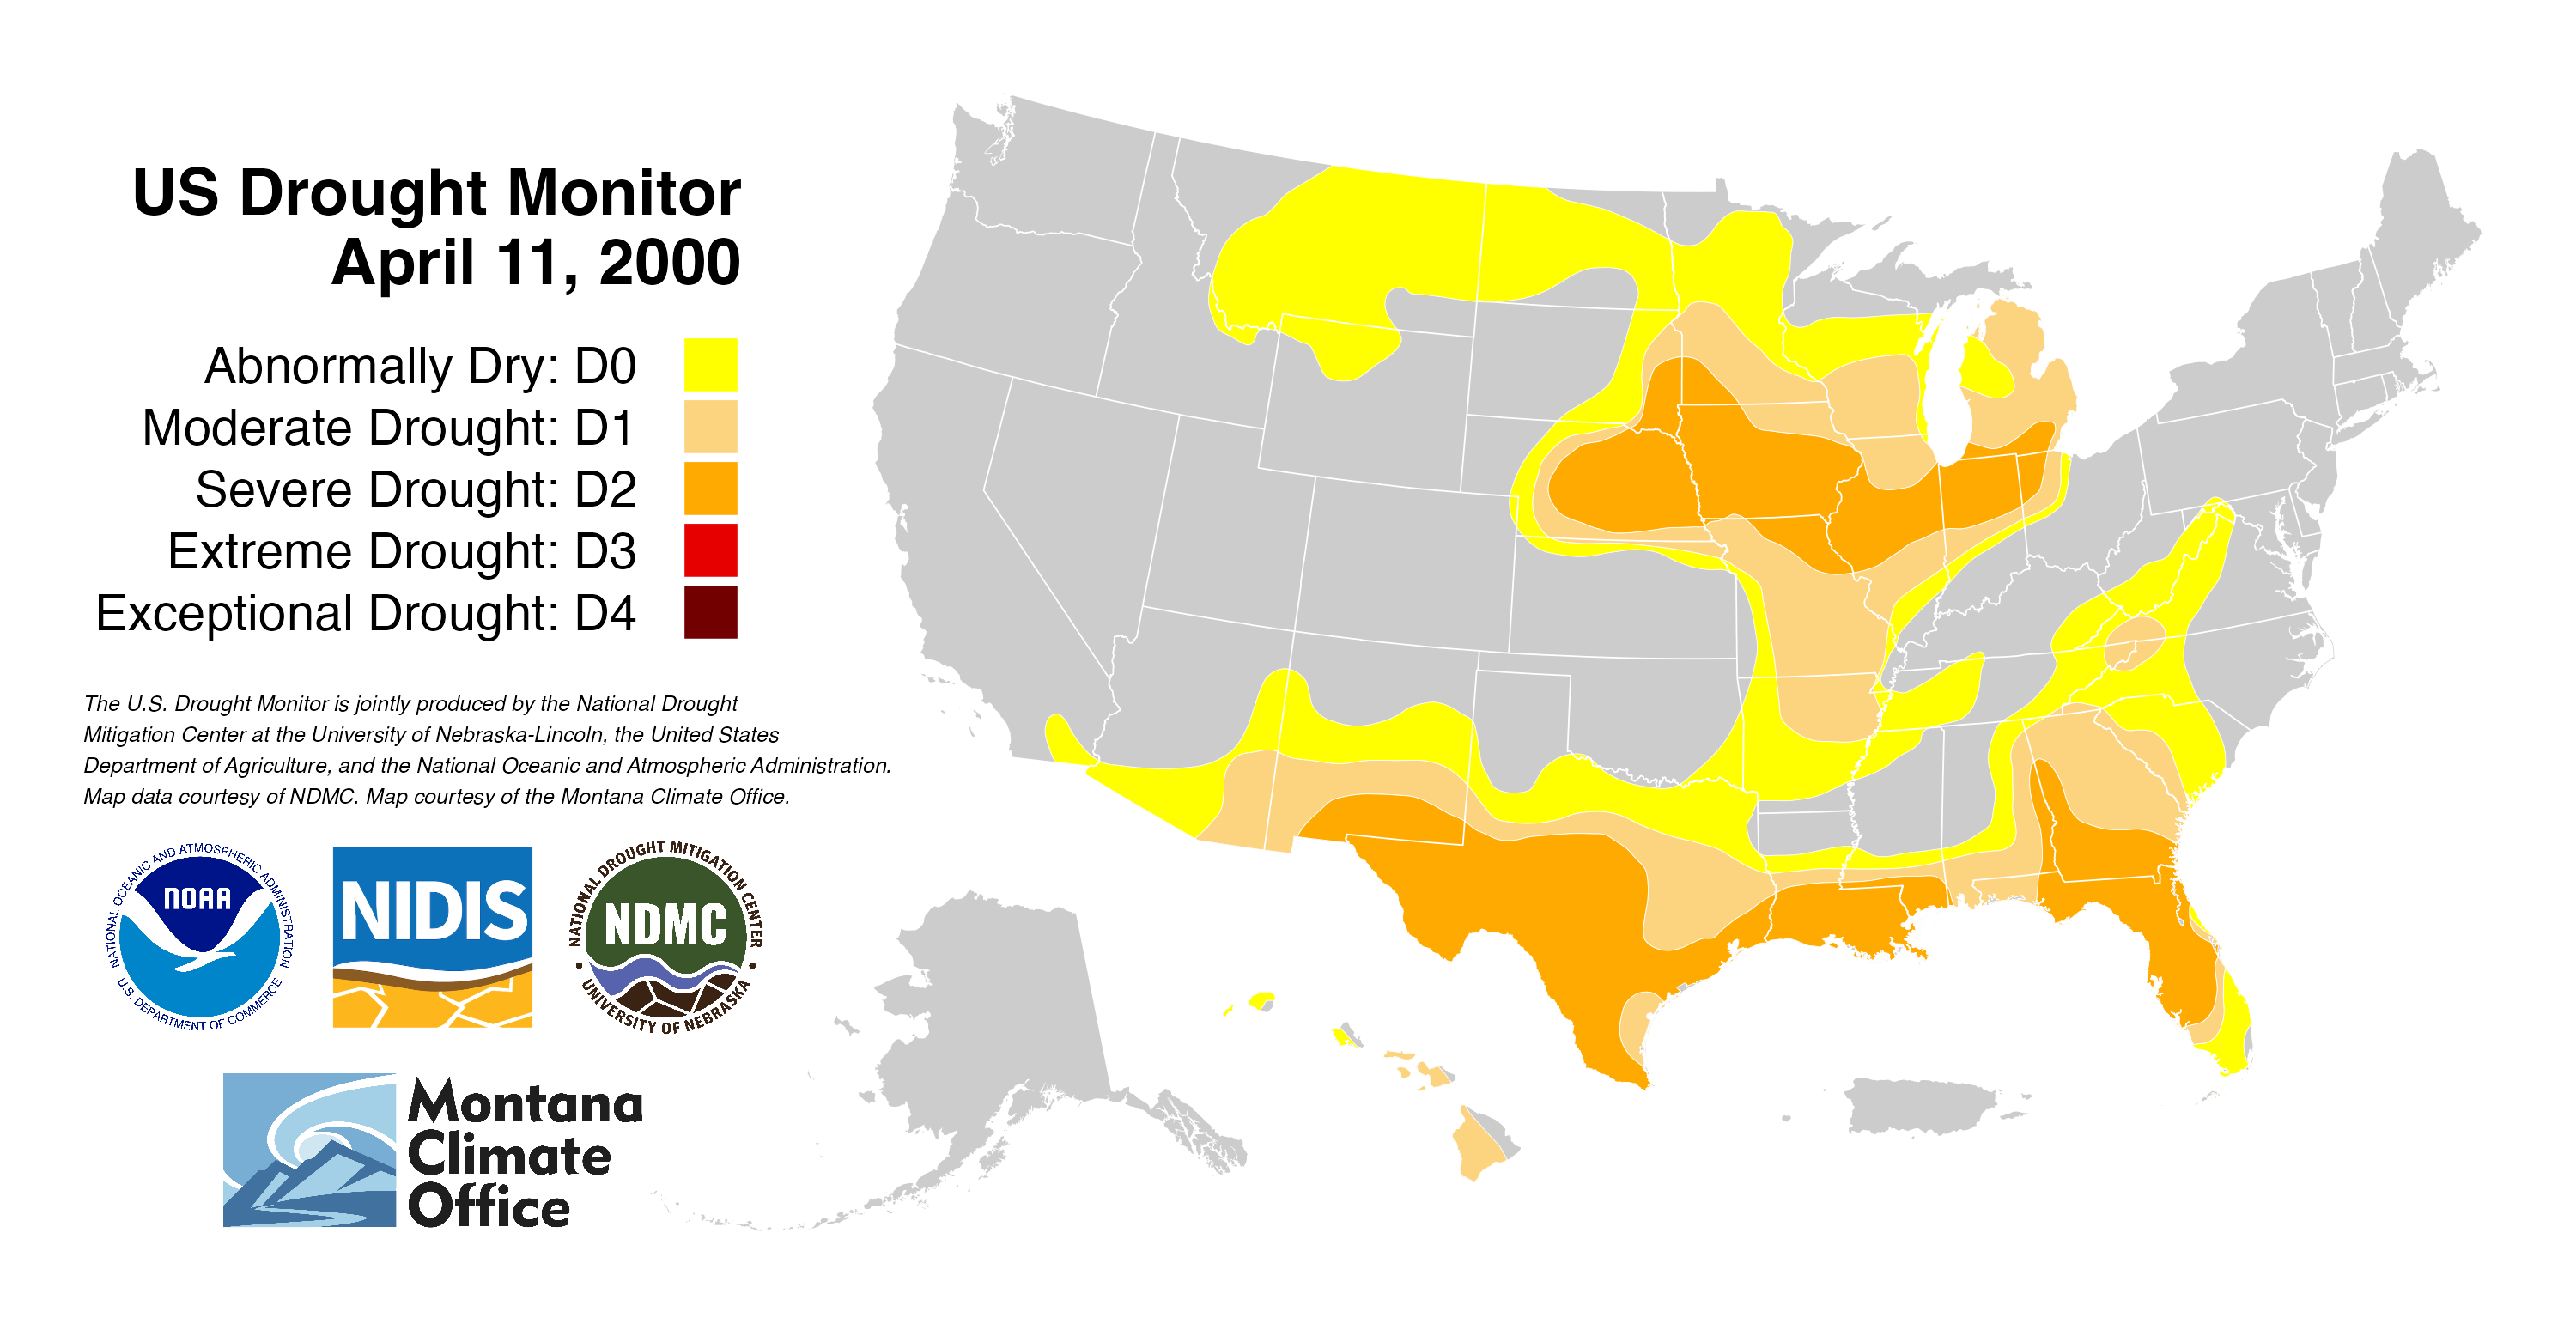 US Drought Monitor
April 11, 2000
Abnormally Dry: D0
Moderate Drought: D1
Severe Drought: D2
Extreme Drought: D3
Exceptional Drought: D4
The U.S. Drought Monitor is jointly produced by the National Drought
Mitigation Center at the University of Nebraska-Lincoln, the United States
Department of Agriculture, and the National Oceanic and Atmospheric Administration.
Map data courtesy of NDMC. Map courtesy of the Montana Climate Office.
NATIONAL OCEANIC AND ATMOSPHERIC ADMINISTRATION
NOAA
U.S. DEPARTMENT OF COMMERCE
NIDIS
NATIONAL DROUGHT MITIGATION CENTER
NDMC
UNIVERSITY OF NEBRASKA
Montana
Climate
Office